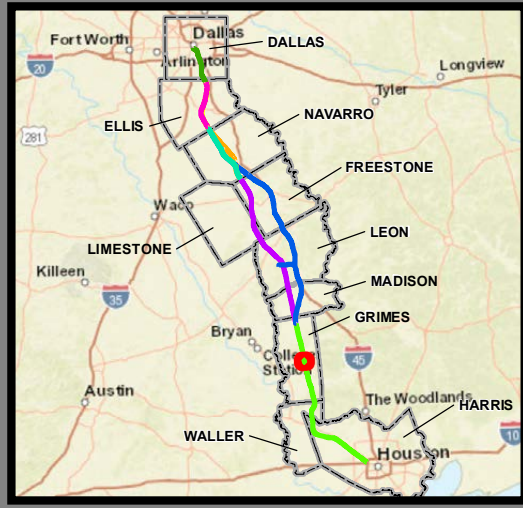 Dallas
DALLAS
Fort Worth
Arlington
Longview
20
Tyler
NAVARRO
ELLIS
281
FREESTONE
Waco
LEON
LIMESTONE
Killeen
MADISON
35
GRIMES
Bryan
College
Station
45
Austin
The Woodlands
HARRIS
WALLER
10
Houston